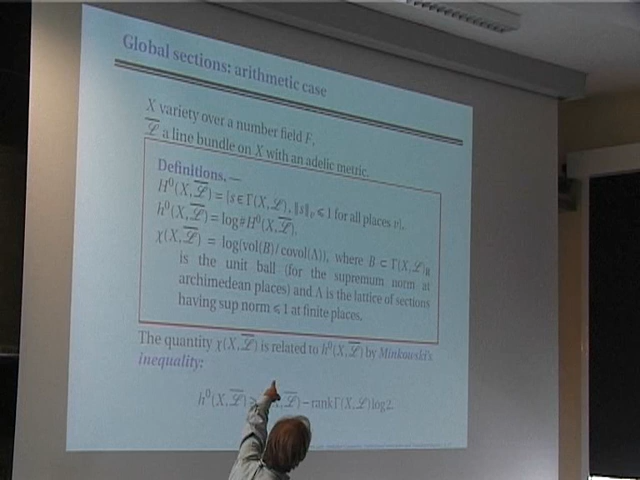 Global sections: arithmetic case
X variety over a number field F,
ℒ̅ a line bundle on X with an adelic metric.
Definitions. —
H⁰(X, ℒ̅) = {s ∈ Γ(X, ℒ), ‖s‖ᵥ ⩽ 1 for all places v},
h⁰(X, ℒ̅) = log #H⁰(X, ℒ̅),
χ(X, ℒ̅) = log(vol(B)/covol(Λ)), where B ⊂ Γ(X, ℒ)_R
is the unit ball (for the supremum norm at
archimedean places) and Λ is the lattice of sections
having sup norm ⩽ 1 at finite places.
The quantity χ(X, ℒ̅) is related to h⁰(X, ℒ̅) by Minkowski's
inequality:
h⁰(X, ℒ̅) ⩾ , ℒ̅) − rank Γ(X, ℒ) log 2.